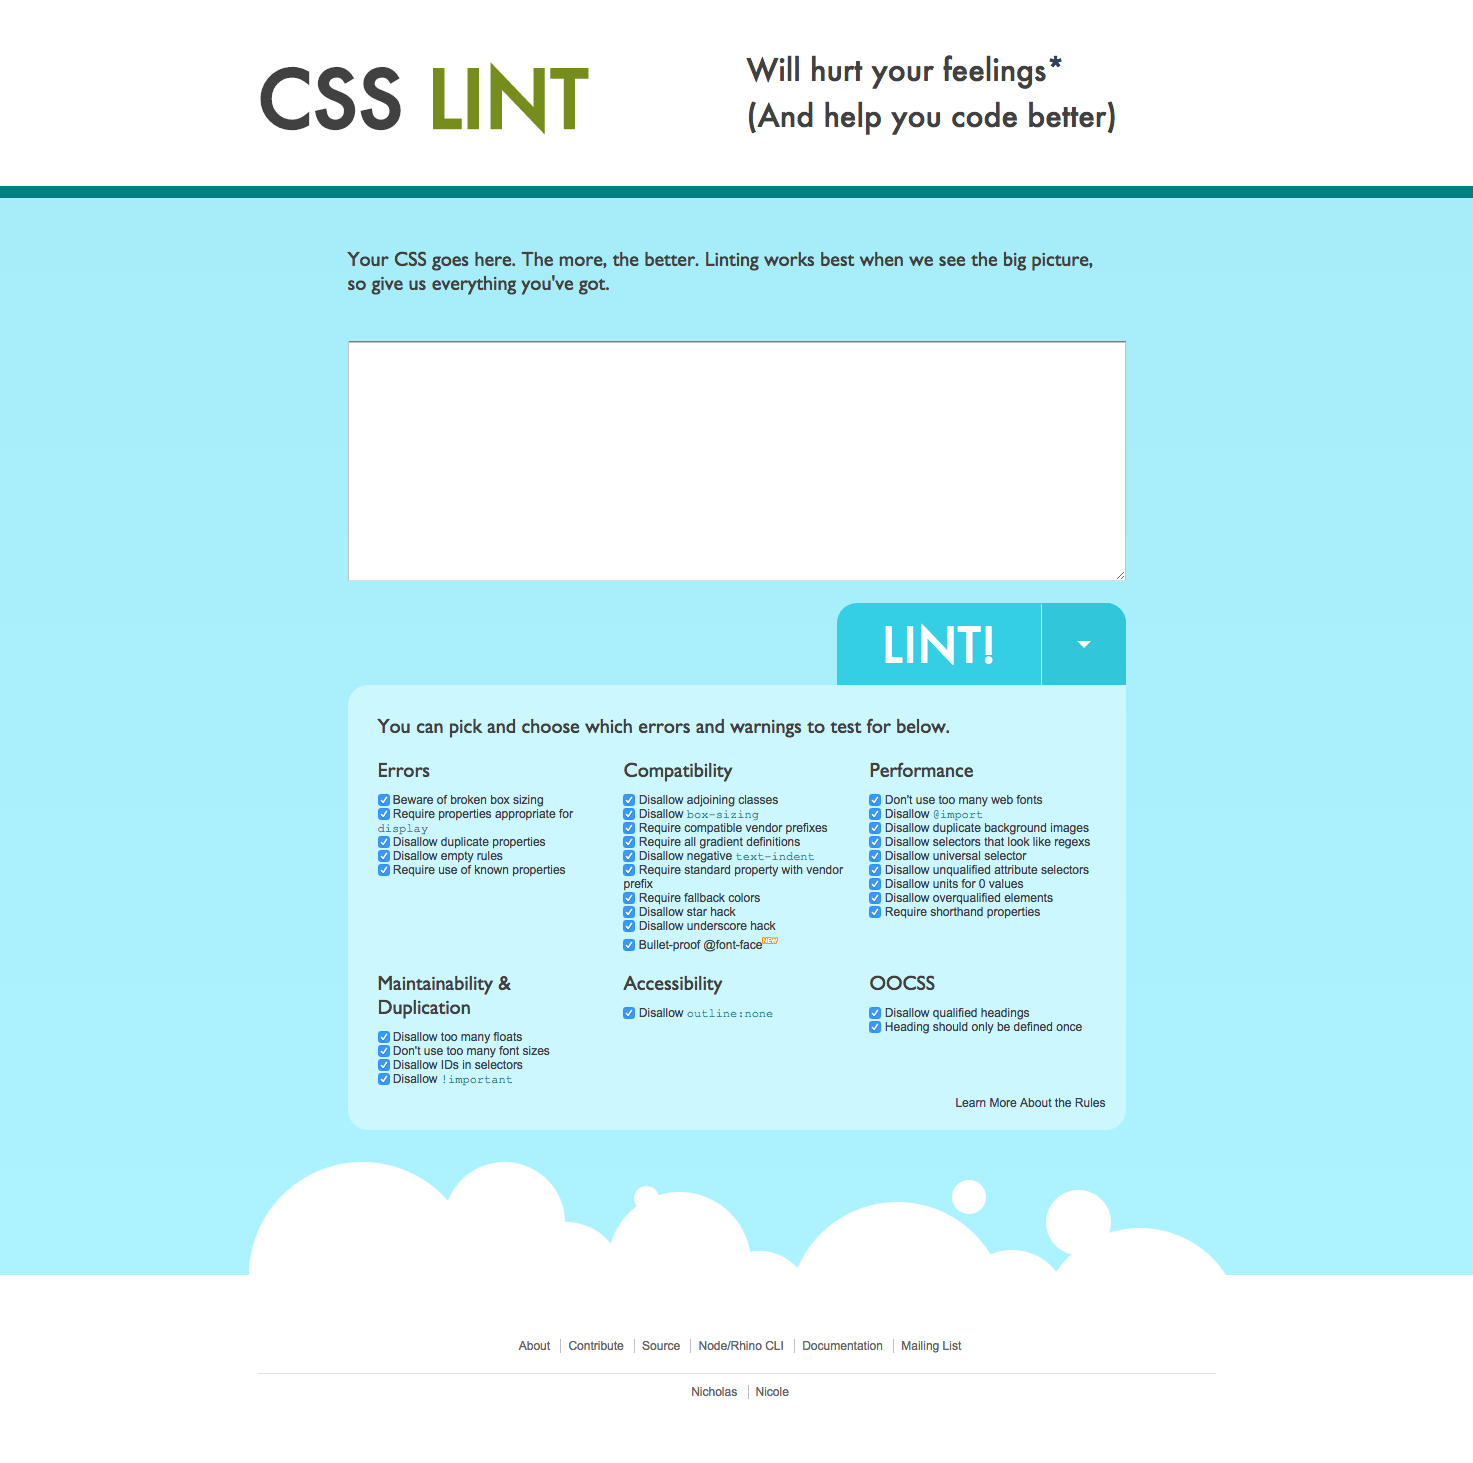 CSS LINT
Will hurt your feelings*
(And help you code better)
Your CSS goes here. The more, the better. Linting works best when we see the big picture,
so give us everything you've got.
LINT!
You can pick and choose which errors and warnings to test for below.
Errors
Beware of broken box sizing
Require properties appropriate for
display
Disallow duplicate properties
Disallow empty rules
Require use of known properties
Compatibility
Disallow adjoining classes
Disallow box-sizing
Require compatible vendor prefixes
Require all gradient definitions
Disallow negative text-indent
Require standard property with vendor
prefix
Require fallback colors
Disallow star hack
Disallow underscore hack
Bullet-proof @font-face NEW
Performance
Don't use too many web fonts
Disallow @import
Disallow duplicate background images
Disallow selectors that look like regexs
Disallow universal selector
Disallow unqualified attribute selectors
Disallow units for 0 values
Disallow overqualified elements
Require shorthand properties
Maintainability &
Duplication
Disallow too many floats
Don't use too many font sizes
Disallow IDs in selectors
Disallow !important
Accessibility
Disallow outline:none
OOCSS
Disallow qualified headings
Heading should only be defined once
Learn More About the Rules
About
Contribute
Source
Node/Rhino CLI
Documentation
Mailing List
Nicholas
Nicole